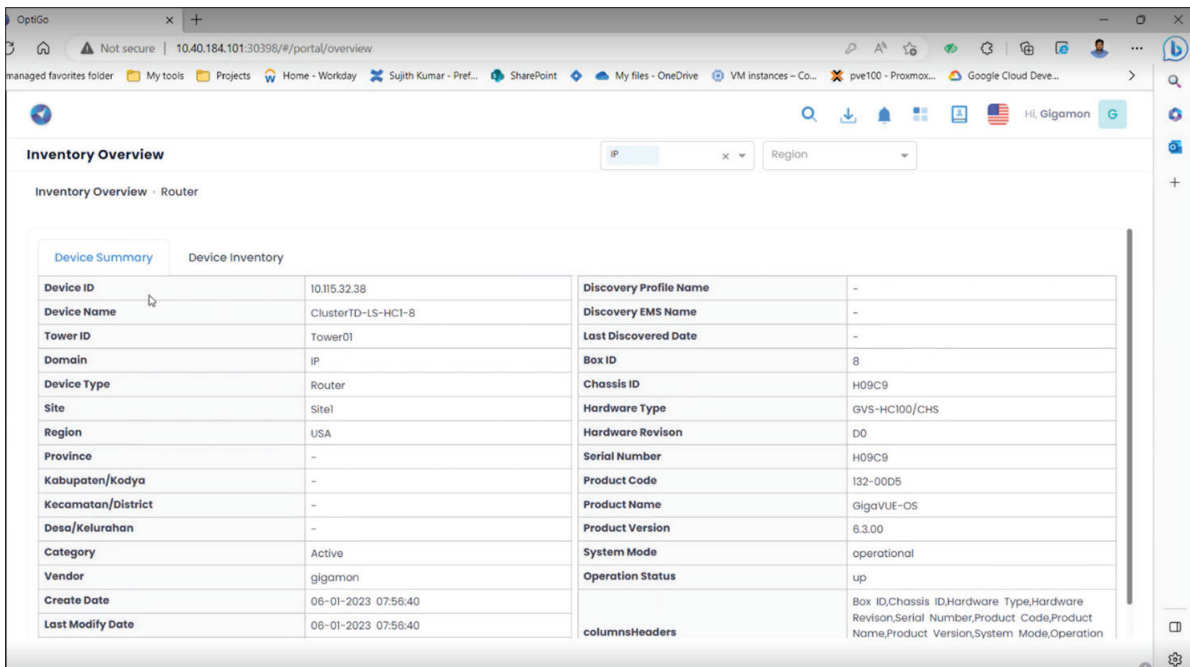 OptiGo
Not secure | 10.40.184.101:30398/#/portal/overview
managed favorites folder My tools Projects Home - Workday Sujith Kumar - Pref... SharePoint My files - OneDrive VM instances – Co... pve100 - Proxmox... Google Cloud Deve...
Hi, Gigamon G
Inventory Overview IP Region
Inventory Overview Router
Device Summary Device Inventory
Device ID 10.115.32.38 Discovery Profile Name -
Device Name ClusterTD-LS-HC1-8 Discovery EMS Name -
Tower ID Tower01 Last Discovered Date -
Domain IP Box ID 8
Device Type Router Chassis ID H09C9
Site Site1 Hardware Type GVS-HC100/CHS
Region USA Hardware Revison D0
Province - Serial Number H09C9
Kabupaten/Kodya - Product Code 132-00D5
Kecamatan/District - Product Name GigaVUE-OS
Desa/Kelurahan - Product Version 6.3.00
Category Active System Mode operational
Vendor gigamon Operation Status up
Create Date 06-01-2023 07:56:40
Last Modify Date 06-01-2023 07:56:40
columnsHeaders
Box ID,Chassis ID,Hardware Type,Hardware
Revison,Serial Number,Product Code,Product
Name,Product Version,System Mode,Operation